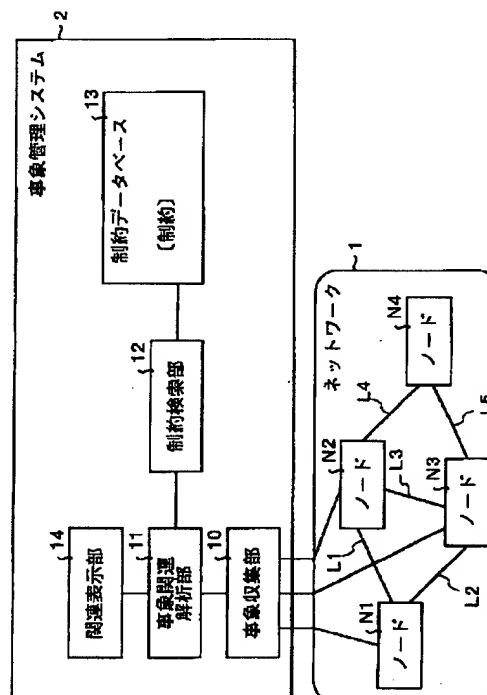 事象管理システム
2
14
関連表示部
11
事象関連
解析部
12
制約検索部
13
制約データベース
〔制約〕
10
事象収集部
ネットワーク
1
N1
ノード
N2
ノード
N3
ノード
N4
ノード
L1
L2
L3
L4
L5